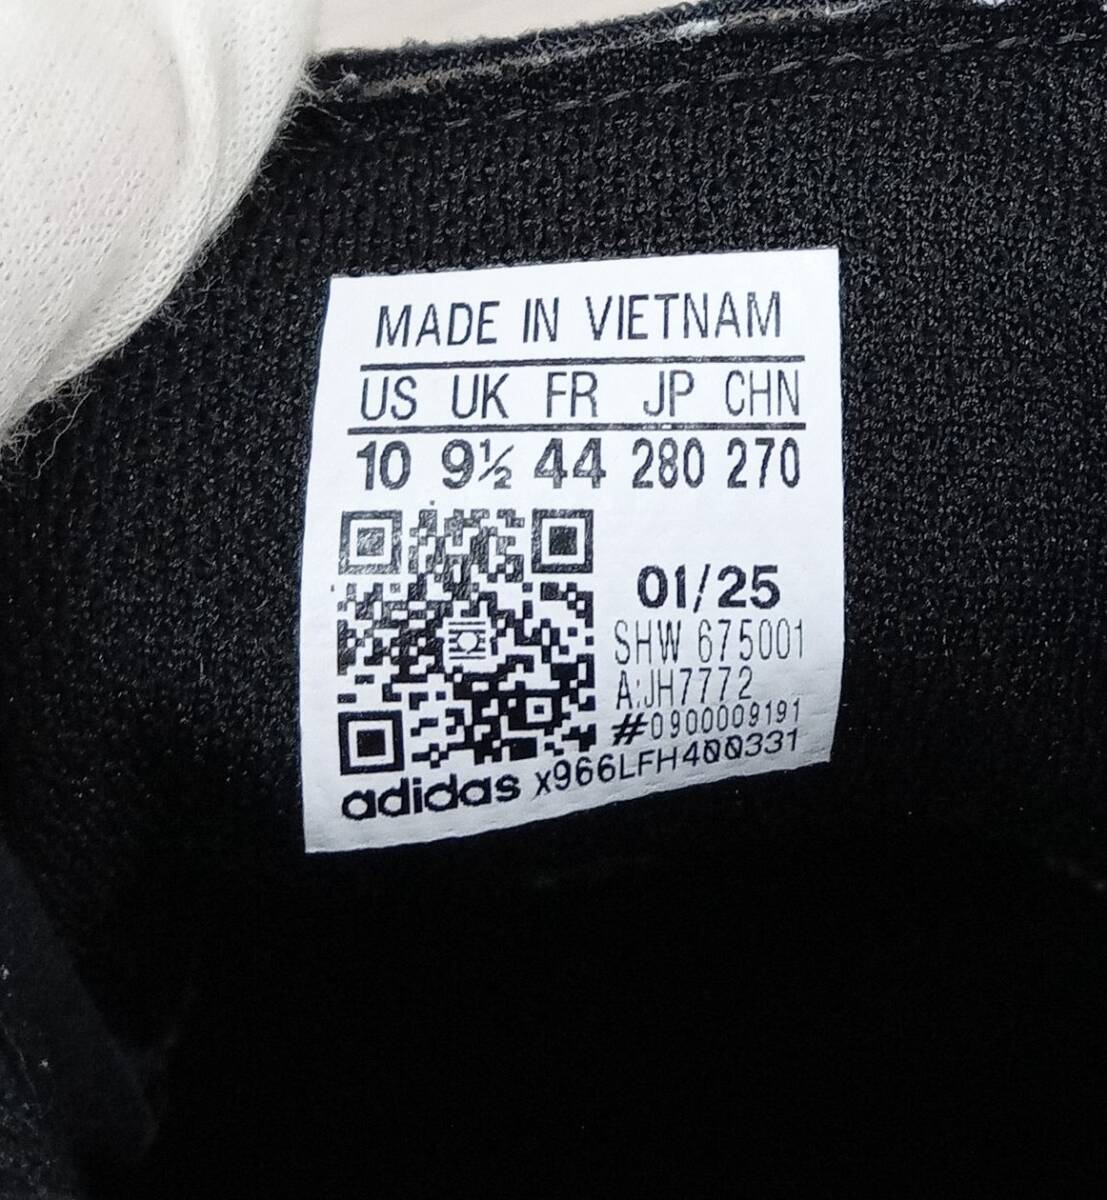 MADE IN VIETNAM
US UK FR JP CHN
10 9½ 44 280 270
01/25
SHW 675001
A:JH7772
#0900009191
adidas x966LFH400331